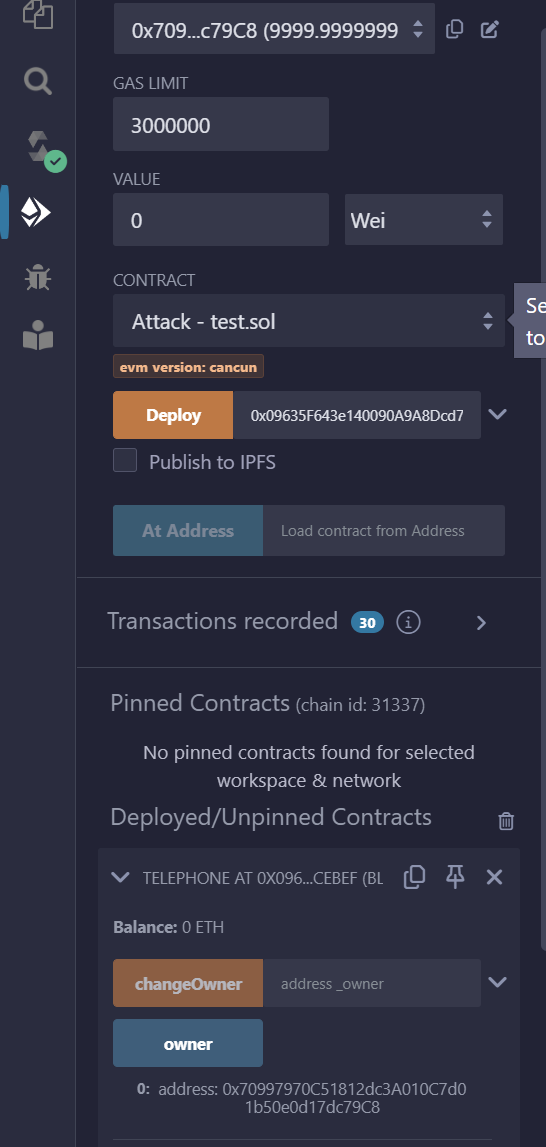 0x709...c79C8 (9999.9999999
GAS LIMIT
3000000
VALUE
0
Wei
CONTRACT
Attack - test.sol
Se
to
evm version: cancun
Deploy
0x09635F643e140090A9A8Dcd7
Publish to IPFS
At Address
Load contract from Address
Transactions recorded 30
Pinned Contracts (chain id: 31337)
No pinned contracts found for selected
workspace & network
Deployed/Unpinned Contracts
TELEPHONE AT 0X096...CEBEF (BL
Balance: 0 ETH
changeOwner
address _owner
owner
0: address: 0x70997970C51812dc3A010C7d0
1b50e0d17dc79C8